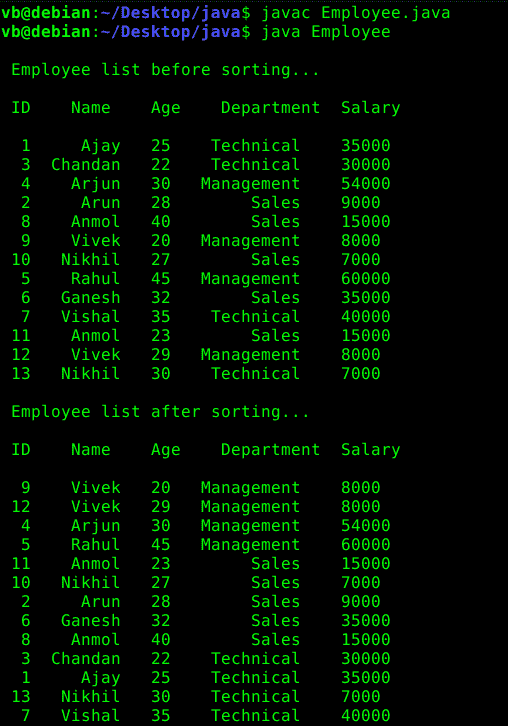 vb@debian:~/Desktop/java$ javac Employee.java
vb@debian:~/Desktop/java$ java Employee
Employee list before sorting...
ID Name Age Department Salary
1 Ajay 25 Technical 35000
3 Chandan 22 Technical 30000
4 Arjun 30 Management 54000
2 Arun 28 Sales 9000
8 Anmol 40 Sales 15000
9 Vivek 20 Management 8000
10 Nikhil 27 Sales 7000
5 Rahul 45 Management 60000
6 Ganesh 32 Sales 35000
7 Vishal 35 Technical 40000
11 Anmol 23 Sales 15000
12 Vivek 29 Management 8000
13 Nikhil 30 Technical 7000
Employee list after sorting...
ID Name Age Department Salary
9 Vivek 20 Management 8000
12 Vivek 29 Management 8000
4 Arjun 30 Management 54000
5 Rahul 45 Management 60000
11 Anmol 23 Sales 15000
10 Nikhil 27 Sales 7000
2 Arun 28 Sales 9000
6 Ganesh 32 Sales 35000
8 Anmol 40 Sales 15000
3 Chandan 22 Technical 30000
1 Ajay 25 Technical 35000
13 Nikhil 30 Technical 7000
7 Vishal 35 Technical 40000